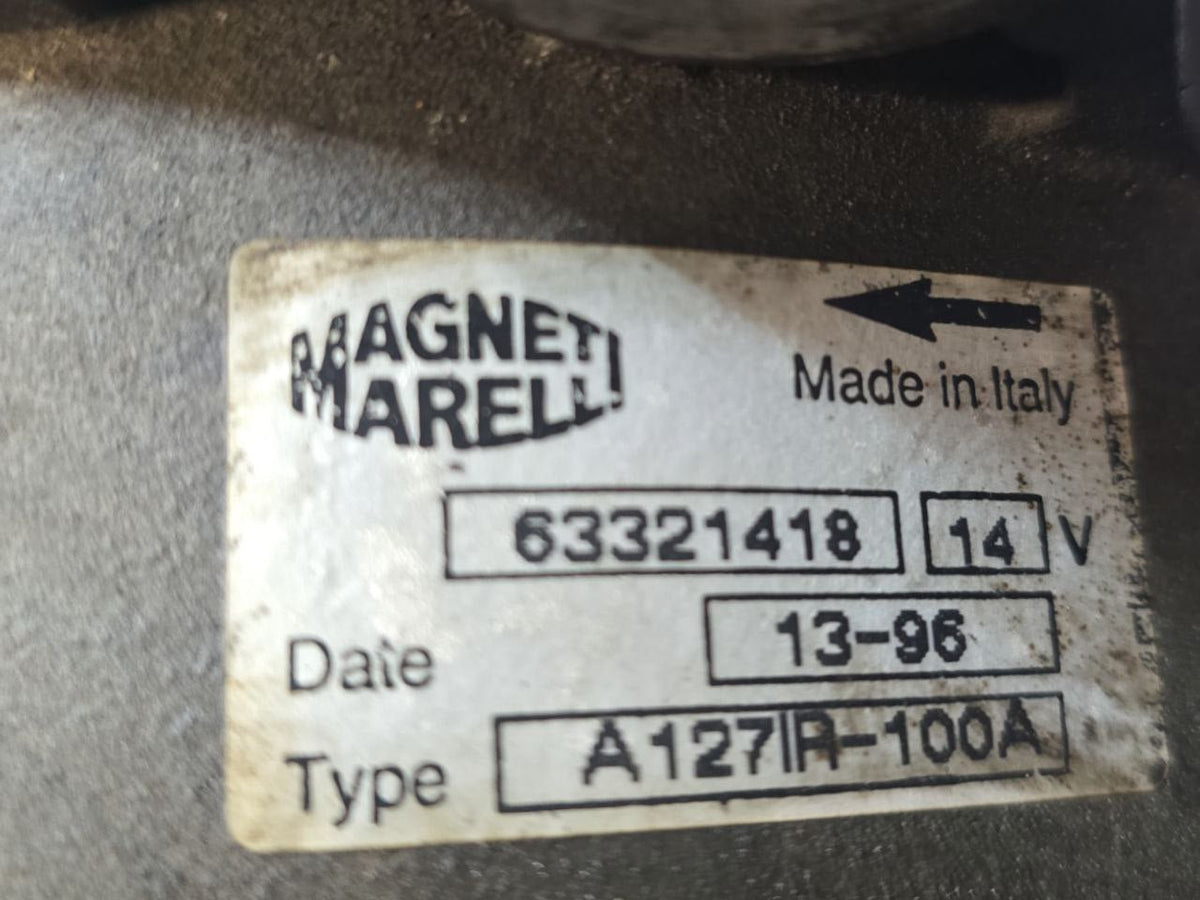 MAGNETI
MARELLI
Made in Italy
63321418 14 V
Date 13-96
Type A127IR-100A